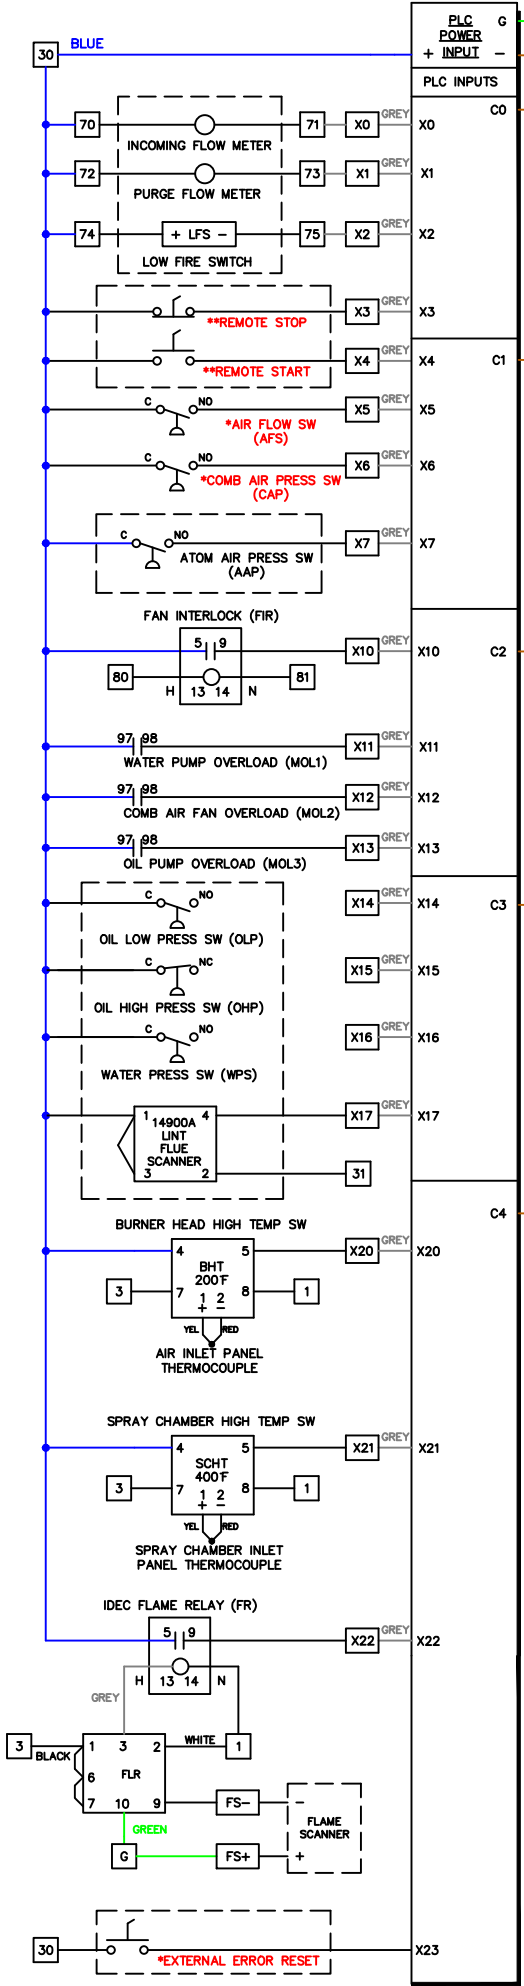 PLC G
POWER
+ INPUT -
30 BLUE
PLC INPUTS
C0
70 71 X0 GREY X0
INCOMING FLOW METER
72 73 X1 GREY X1
PURGE FLOW METER
74 + LFS - 75 X2 GREY X2
LOW FIRE SWITCH
X3 GREY X3
**REMOTE STOP
X4 GREY X4 C1
**REMOTE START
C NO X5 GREY X5
*AIR FLOW SW
(AFS)
C NO X6 GREY X6
*COMB AIR PRESS SW
(CAP)
C NO X7 GREY X7
ATOM AIR PRESS SW
(AAP)
FAN INTERLOCK (FIR)
5 9 X10 GREY X10 C2
80 81
H 13 14 N
97 98 X11 GREY X11
WATER PUMP OVERLOAD (MOL1)
97 98 X12 GREY X12
COMB AIR FAN OVERLOAD (MOL2)
97 98 X13 GREY X13
OIL PUMP OVERLOAD (MOL3)
C NO X14 GREY X14 C3
OIL LOW PRESS SW (OLP)
C NC X15 GREY X15
OIL HIGH PRESS SW (OHP)
C NO X16 GREY X16
WATER PRESS SW (WPS)
1 4 X17 GREY X17
14900A
LINT
FLUE
SCANNER
3 2 31
C4
BURNER HEAD HIGH TEMP SW
4 5 X20 GREY X20
BHT
200°F
3 7 8 1
1 2
+ -
YEL RED
AIR INLET PANEL
THERMOCOUPLE
SPRAY CHAMBER HIGH TEMP SW
4 5 X21 GREY X21
SCHT
400°F
3 7 8 1
1 2
+ -
YEL RED
SPRAY CHAMBER INLET
PANEL THERMOCOUPLE
IDEC FLAME RELAY (FR)
5 9 X22 GREY X22
H 13 14 N
GREY
3 BLACK 1 3 2 WHITE 1
6 FLR
7 10 9 FS- -
FLAME
SCANNER
GREEN
G FS+ +
30 X23
*EXTERNAL ERROR RESET